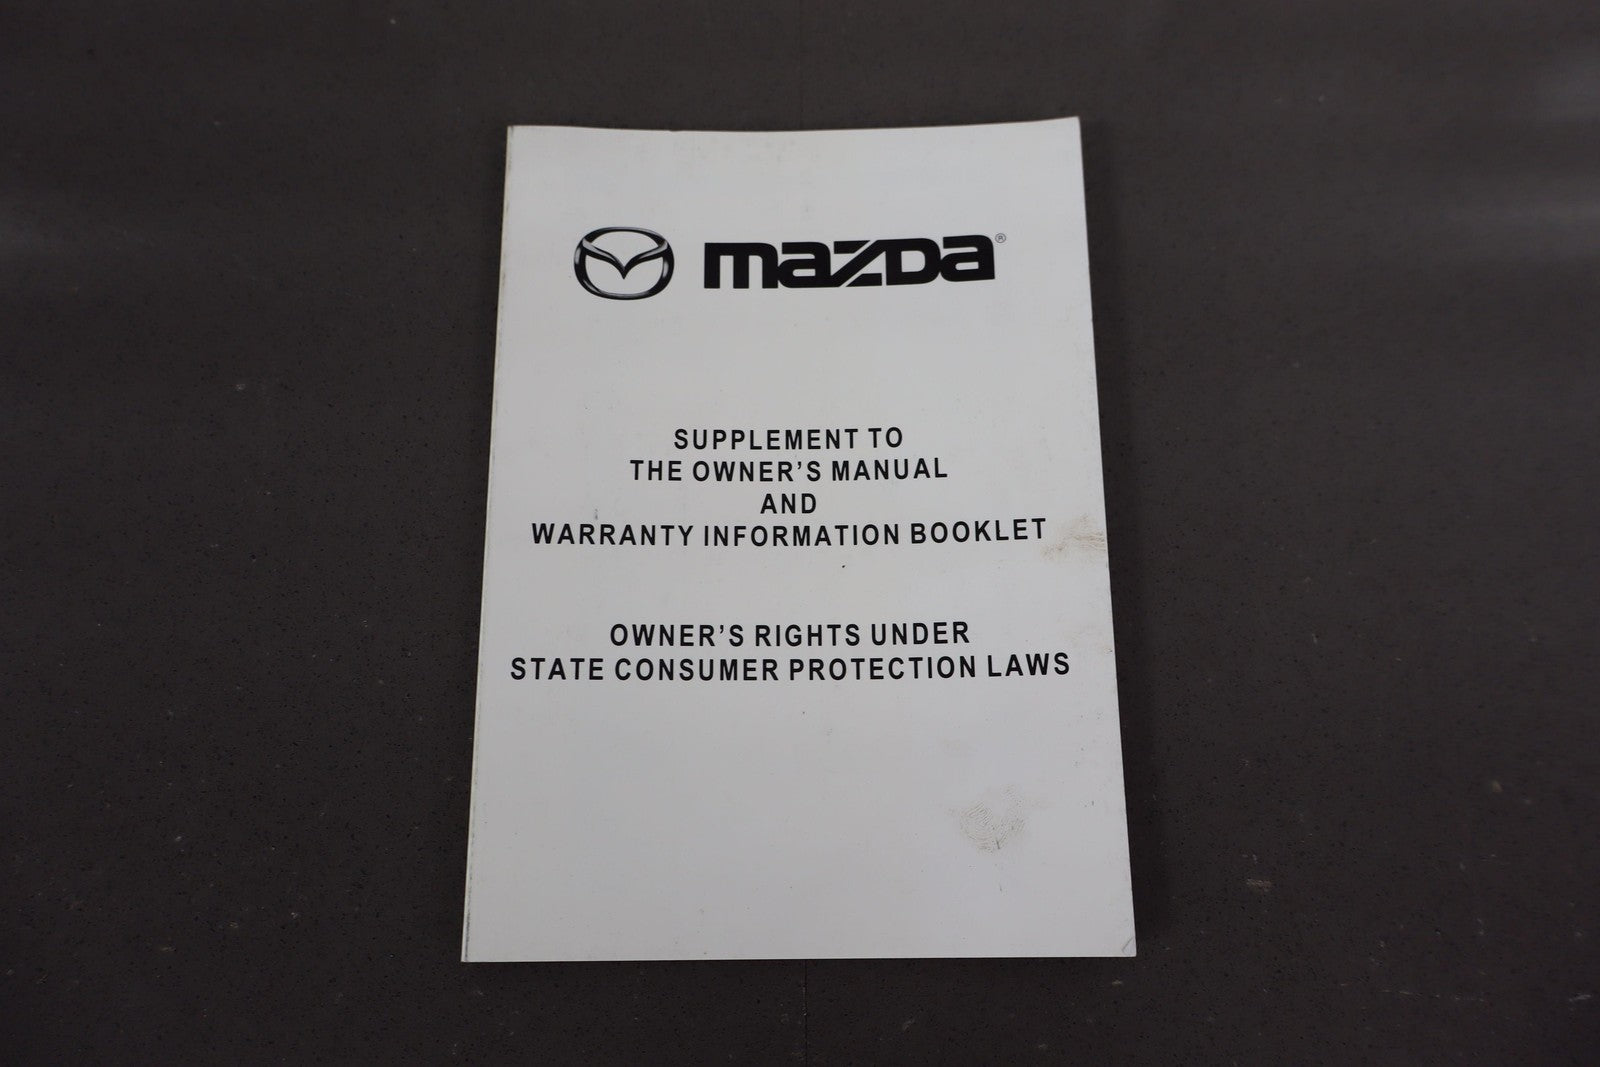 mazda®
SUPPLEMENT TO
THE OWNER'S MANUAL
AND
WARRANTY INFORMATION BOOKLET
OWNER'S RIGHTS UNDER
STATE CONSUMER PROTECTION LAWS